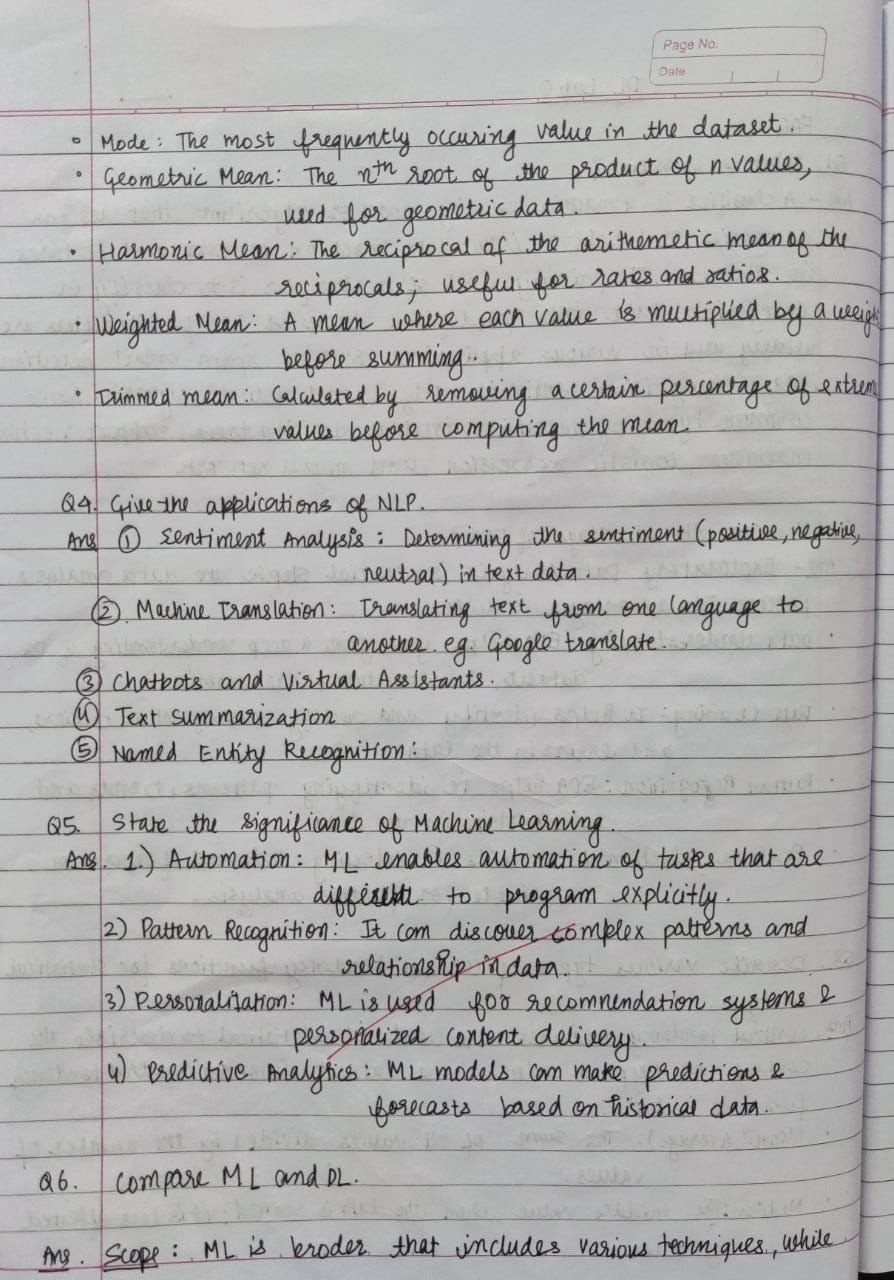 Page No.
Date
• Mode : The most frequently occuring value in the dataset.
• Geometric Mean: The nth root of the product of n values,
used for geometric data.
• Harmonic Mean: The reciprocal of the arithemetic mean of the
reciprocals; useful for rates and ratios.
• Weighted Mean: A mean where each value is multiplied by a weigh
before summing.
• Trimmed mean: Calculated by removing a certain percentage of extrem
values before computing the mean.
Q4. Give the applications of NLP.
Ans ① Sentiment Analysis : Determining the sentiment (positive, negative,
neutral) in text data.
② Machine Translation: Translating text from one language to
another. eg. Google translate.
③ Chatbots and Virtual Assistants.
④ Text summarization
⑤ Named Entity Recognition:
Q5. State the significance of Machine Learning.
Ans. 1.) Automation: ML enables automation of tasks that are
to program explicitly.
2) Pattern Recognition: It can discover complex patterns and
relationship in data.
3) Personalisation: ML is used for recomnendation systems &
personalized content delivery.
4) Predictive Analytics: ML models can make predictions &
forecasts based on historical data.
Q6. Compare ML and DL.
Ans. Scope : ML is broder that includes various techniques, while